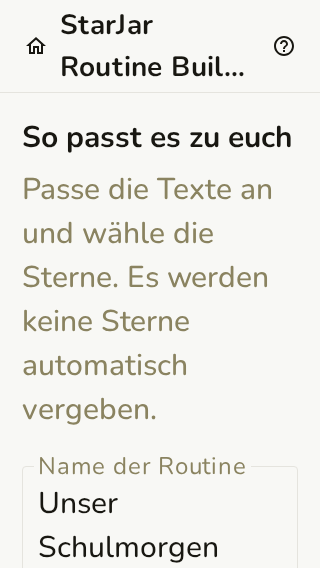 StarJar
Routine Buil...
So passt es zu euch
Passe die Texte an
und wähle die
Sterne. Es werden
keine Sterne
automatisch
vergeben.
Name der Routine
Unser
Schulmorgen